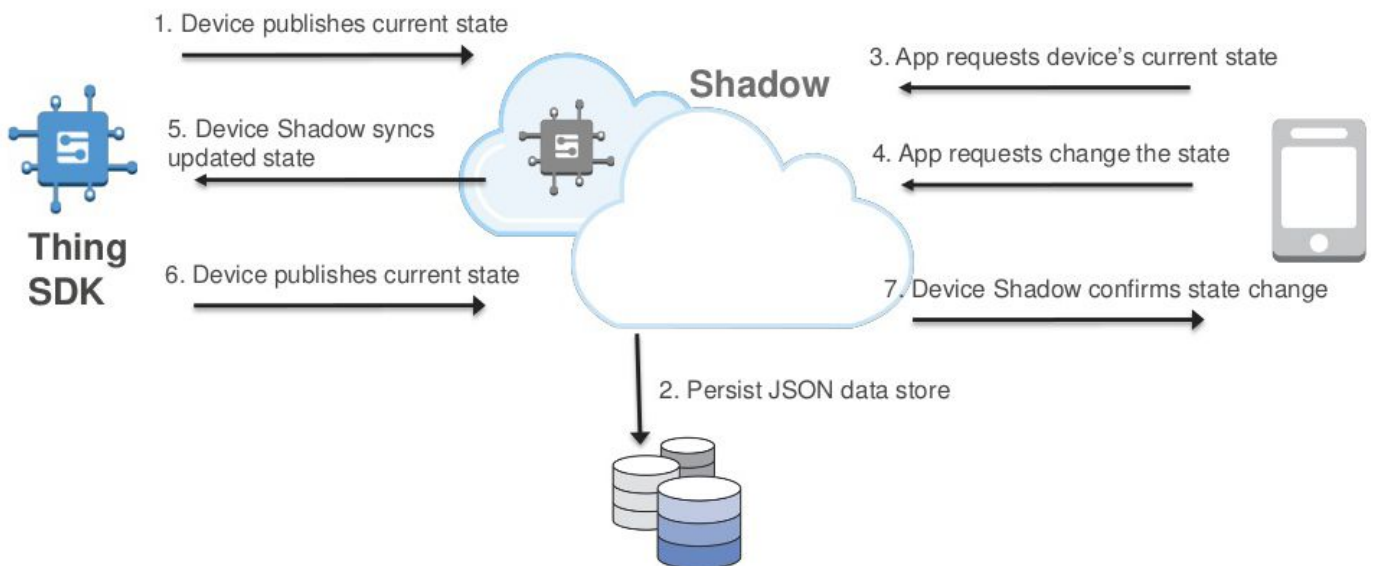 1. Device publishes current state
Shadow
3. App requests device's current state
5. Device Shadow syncs
updated state
4. App requests change the state
Thing
SDK
6. Device publishes current state
7. Device Shadow confirms state change
2. Persist JSON data store